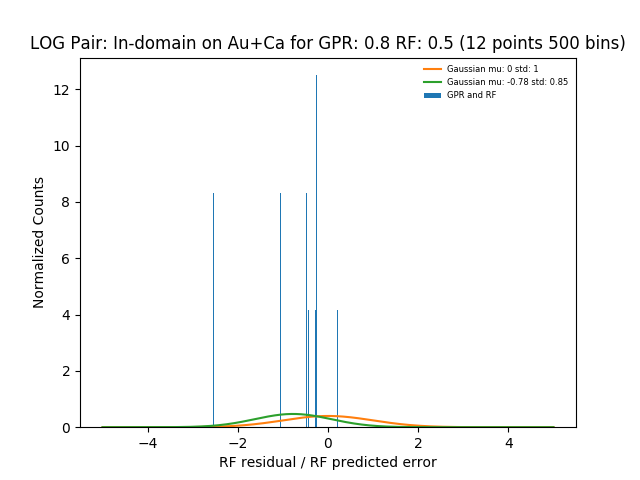 LOG Pair: In-domain on Au+Ca for GPR: 0.8 RF: 0.5 (12 points 500 bins)
Gaussian mu: 0 std: 1
Gaussian mu: -0.78 std: 0.85
GPR and RF
12
10
8
6
4
2
0
Normalized Counts
−4
−2
0
2
4
RF residual / RF predicted error